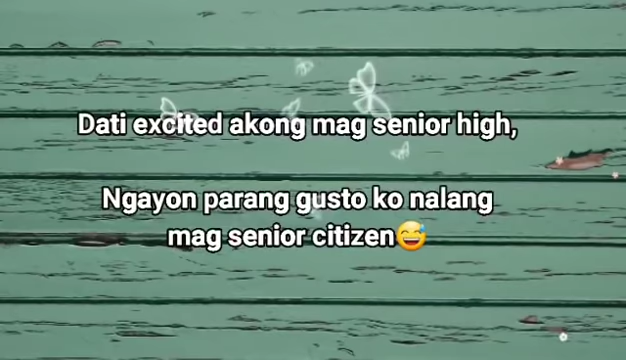 Dati excited akong mag senior high,
Ngayon parang gusto ko nalang
mag senior citizen😅